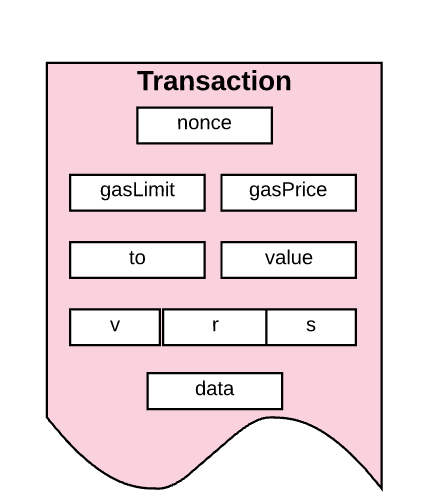 Transaction
nonce
gasLimit gasPrice
to value
v r s
data